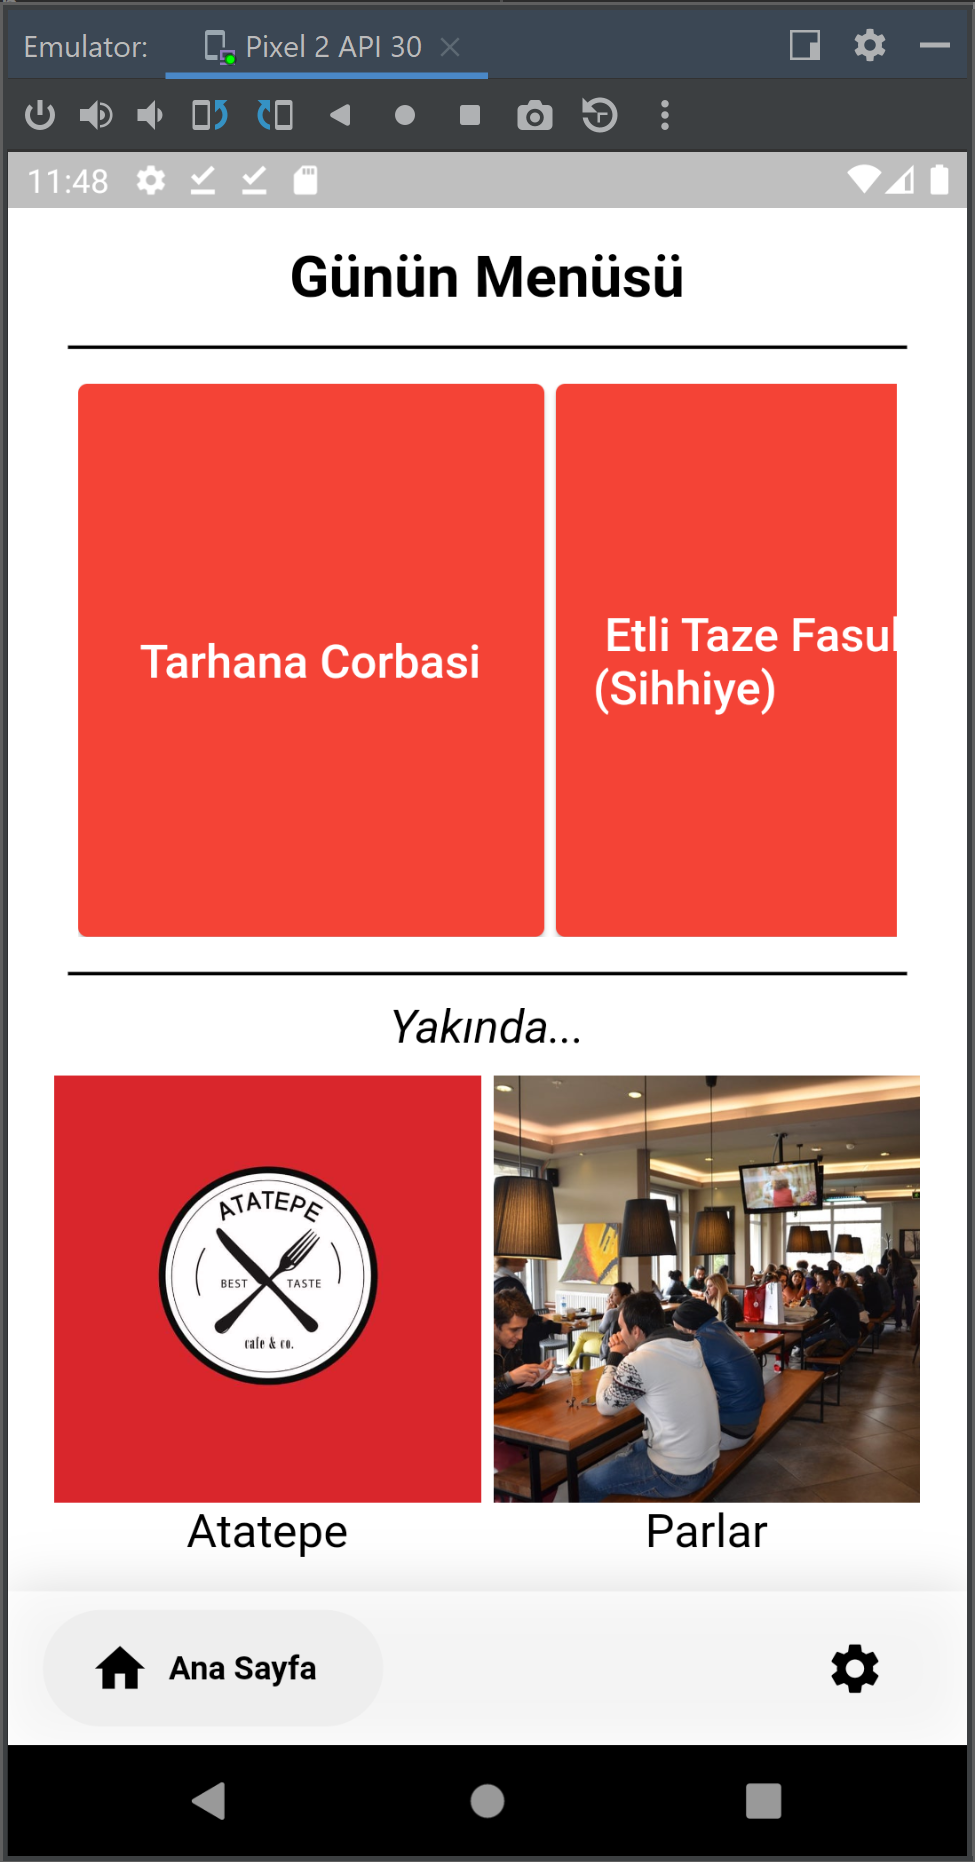 Emulator: Pixel 2 API 30
11:48
Günün Menüsü
Tarhana Corbasi
Etli Taze Fasul
(Sihhiye)
Yakında...
ATATEPE
BEST TASTE
cafe & co.
Atatepe
Parlar
Ana Sayfa